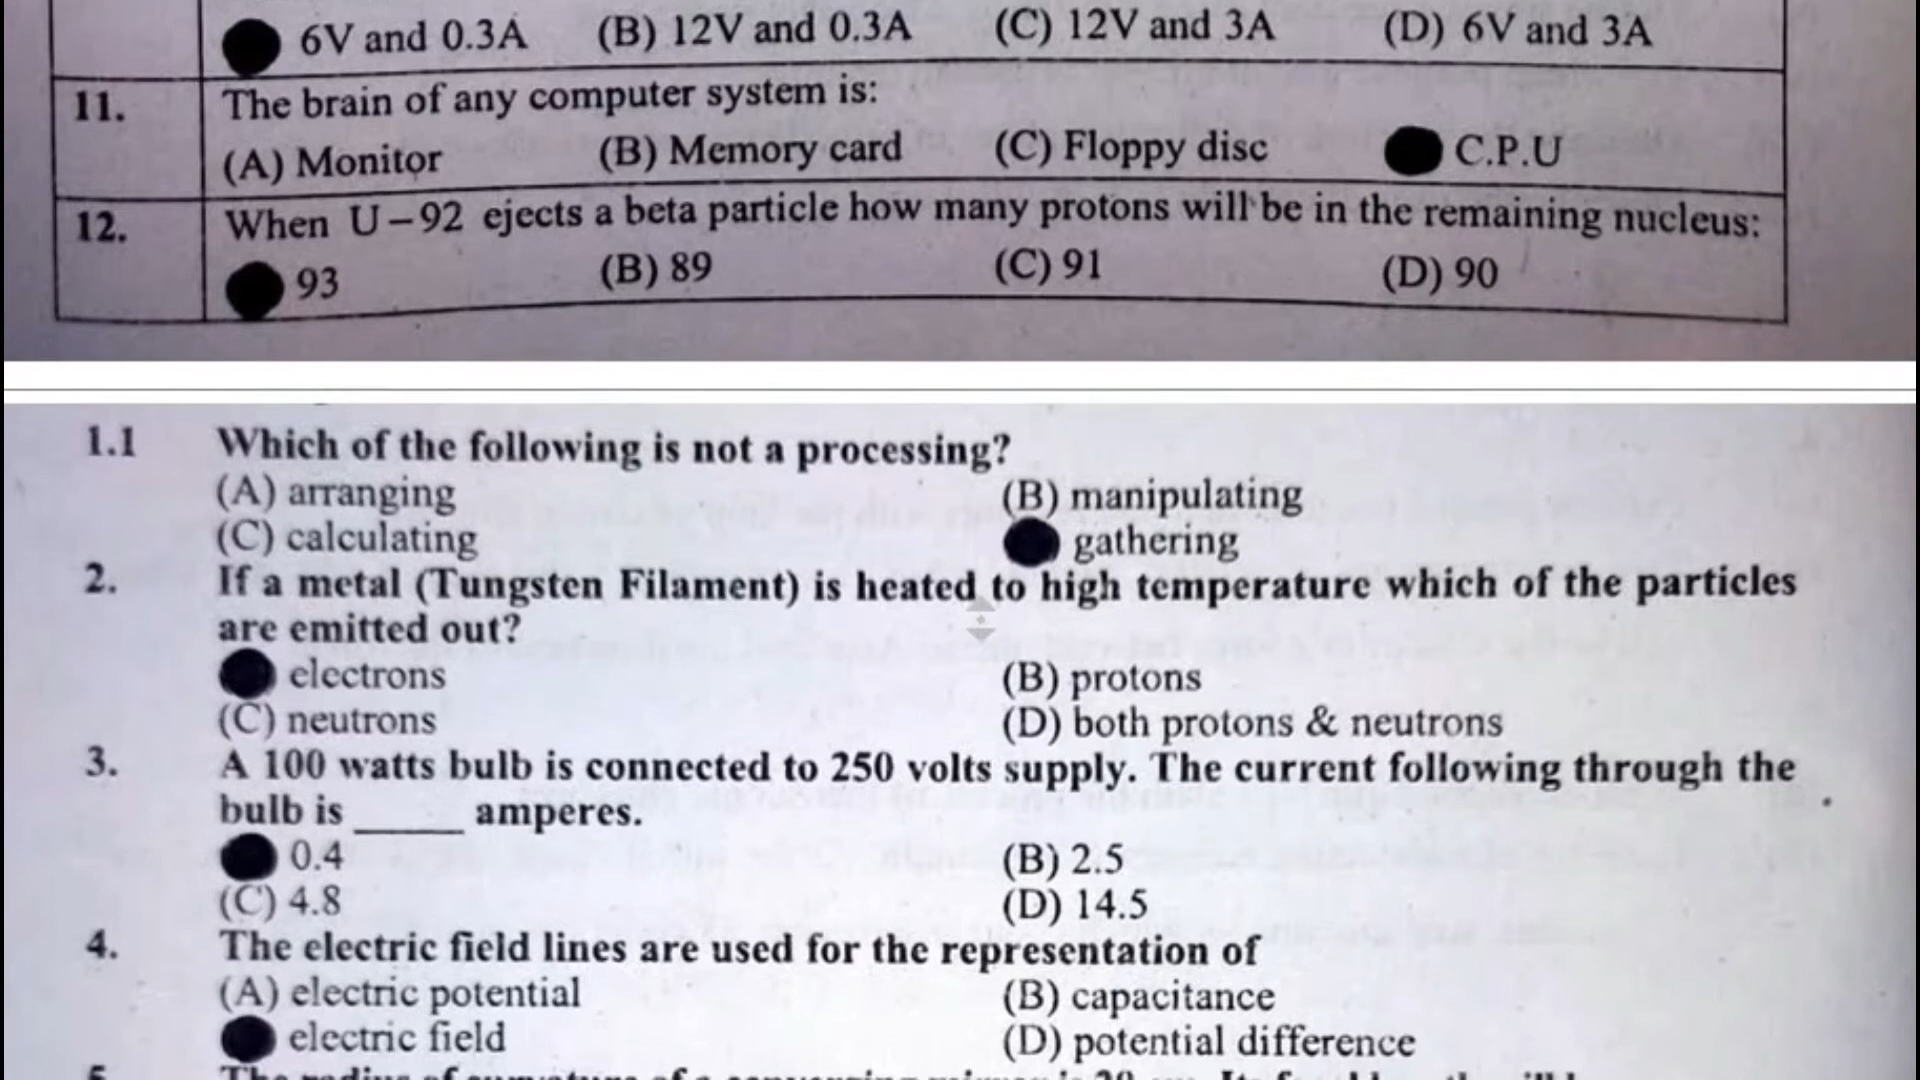 6V and 0.3A (B) 12V and 0.3A (C) 12V and 3A (D) 6V and 3A
11. The brain of any computer system is:
(A) Monitor (B) Memory card (C) Floppy disc C.P.U
12. When U-92 ejects a beta particle how many protons will be in the remaining nucleus:
93 (B) 89 (C) 91 (D) 90
1.1 Which of the following is not a processing?
(A) arranging (B) manipulating
(C) calculating gathering
2. If a metal (Tungsten Filament) is heated to high temperature which of the particles
are emitted out?
electrons (B) protons
(C) neutrons (D) both protons & neutrons
3. A 100 watts bulb is connected to 250 volts supply. The current following through the
bulb is _____ amperes.
0.4 (B) 2.5
(C) 4.8 (D) 14.5
4. The electric field lines are used for the representation of
(A) electric potential (B) capacitance
electric field (D) potential difference